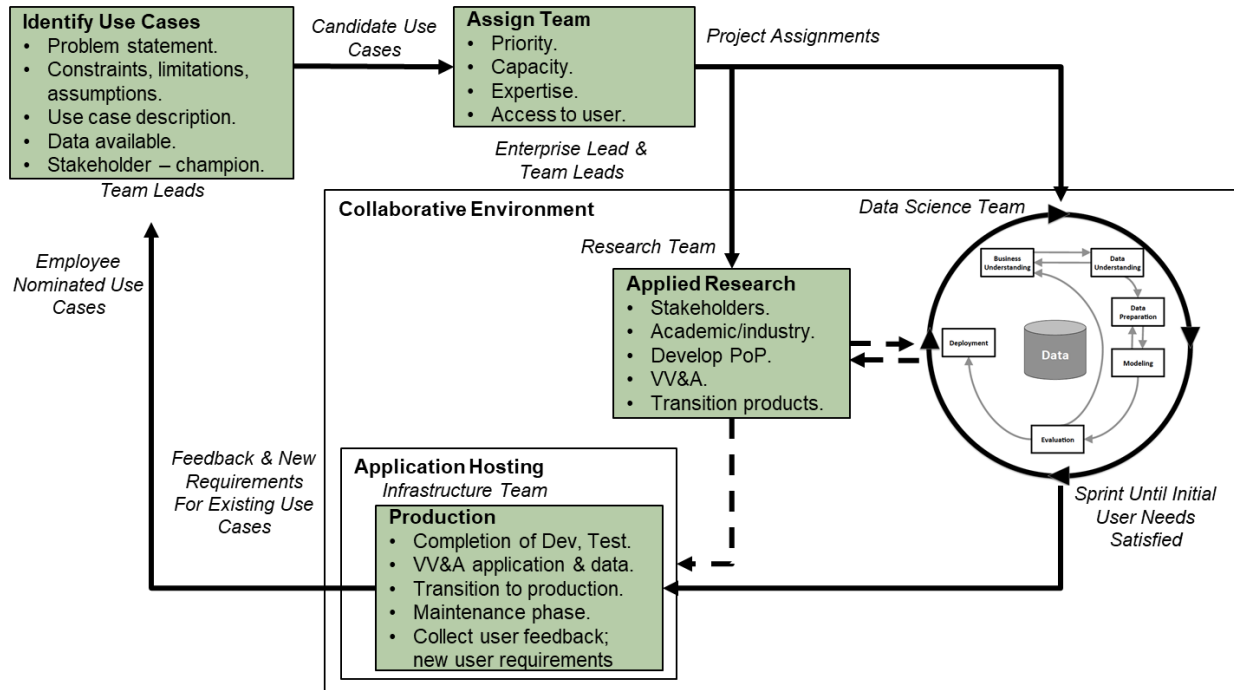 Identify Use Cases
• Problem statement.
• Constraints, limitations,
assumptions.
• Use case description.
• Data available.
• Stakeholder – champion.
Team Leads
Candidate Use
Cases
Assign Team
• Priority.
• Capacity.
• Expertise.
• Access to user.
Enterprise Lead &
Team Leads
Project Assignments
Collaborative Environment
Data Science Team
Research Team
Applied Research
• Stakeholders.
• Academic/industry.
• Develop PoP.
• VV&A.
• Transition products.
Business
Understanding
Data
Understanding
Data
Preparation
Modeling
Evaluation
Deployment
Data
Sprint Until Initial
User Needs
Satisfied
Application Hosting
Infrastructure Team
Production
• Completion of Dev, Test.
• VV&A application & data.
• Transition to production.
• Maintenance phase.
• Collect user feedback;
new user requirements
Employee
Nominated Use
Cases
Feedback & New
Requirements
For Existing Use
Cases